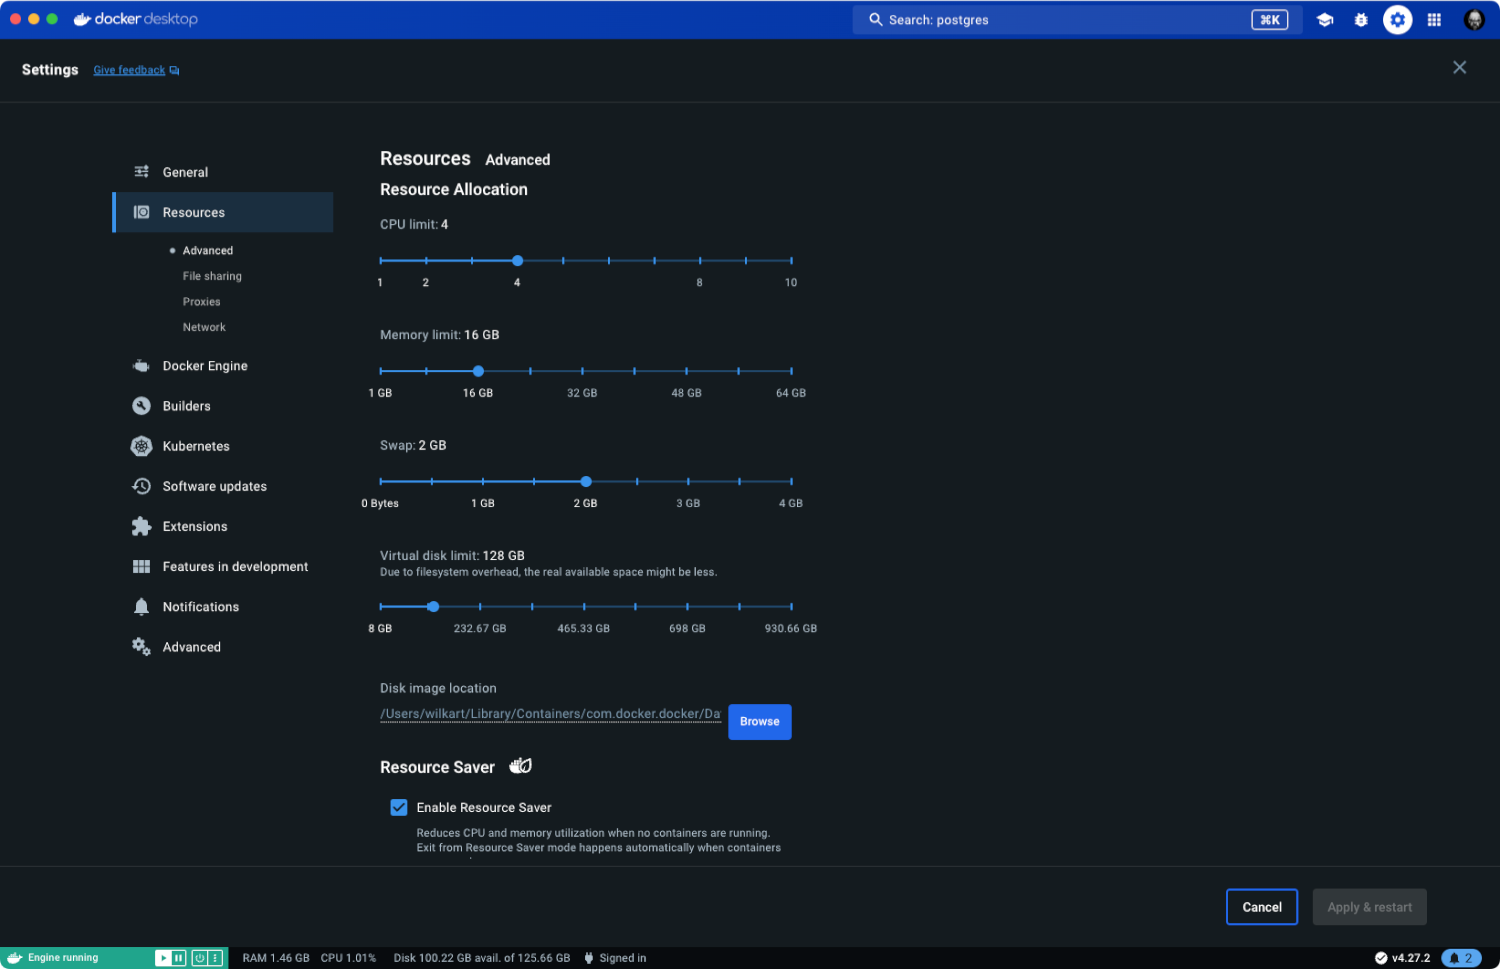 docker desktop
Search: postgres
⌘K
Settings
Give feedback
General
Resources
Advanced
File sharing
Proxies
Network
Docker Engine
Builders
Kubernetes
Software updates
Extensions
Features in development
Notifications
Advanced
Resources Advanced
Resource Allocation
CPU limit: 4
1 2 4 8 10
Memory limit: 16 GB
1 GB 16 GB 32 GB 48 GB 64 GB
Swap: 2 GB
0 Bytes 1 GB 2 GB 3 GB 4 GB
Virtual disk limit: 128 GB
Due to filesystem overhead, the real available space might be less.
8 GB 232.67 GB 465.33 GB 698 GB 930.66 GB
Disk image location
/Users/wilkart/Library/Containers/com.docker.docker/Da
Browse
Resource Saver
Enable Resource Saver
Reduces CPU and memory utilization when no containers are running.
Exit from Resource Saver mode happens automatically when containers
Cancel
Apply & restart
Engine running
RAM 1.46 GB CPU 1.01% Disk 100.22 GB avail. of 125.66 GB Signed in
v4.27.2
2